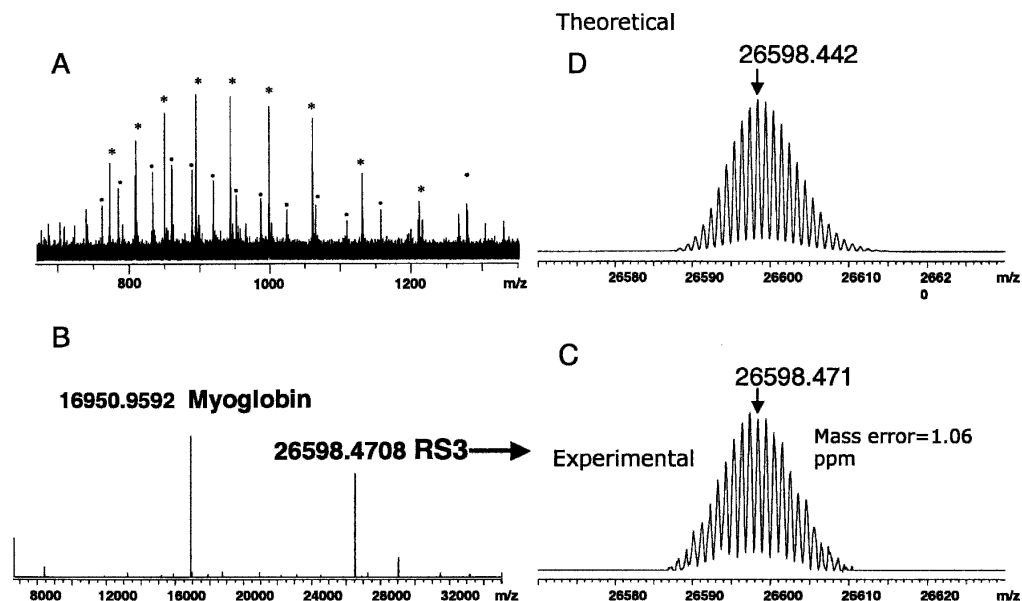 A
800 1000 1200 m/z
Theoretical
D
26598.442
26580 26590 26600 26610 2662 m/z
0
B
16950.9592 Myoglobin
26598.4708 RS3
8000 12000 16000 20000 24000 28000 32000 m/z
C
26598.471
Experimental
Mass error=1.06
ppm
26580 26590 26600 26610 26620 m/z